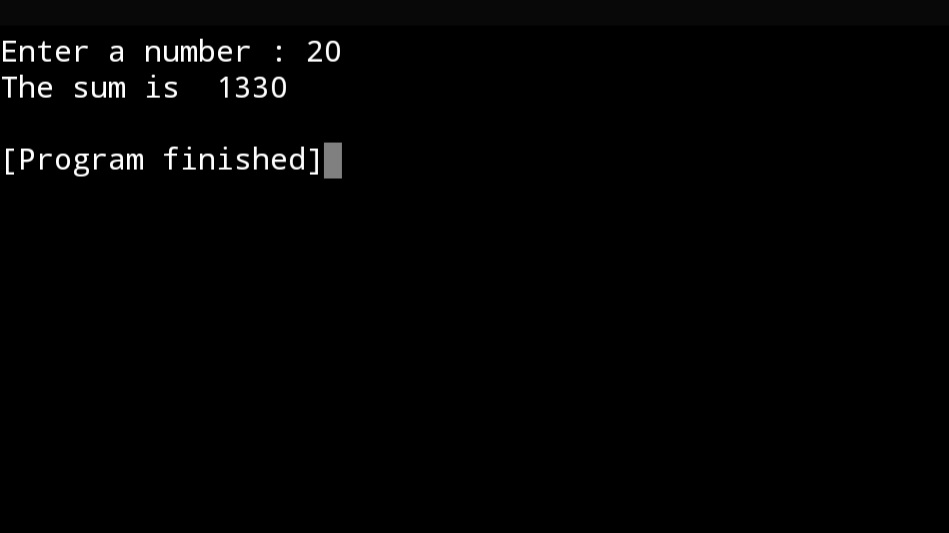 Enter a number : 20
The sum is  1330
[Program finished]